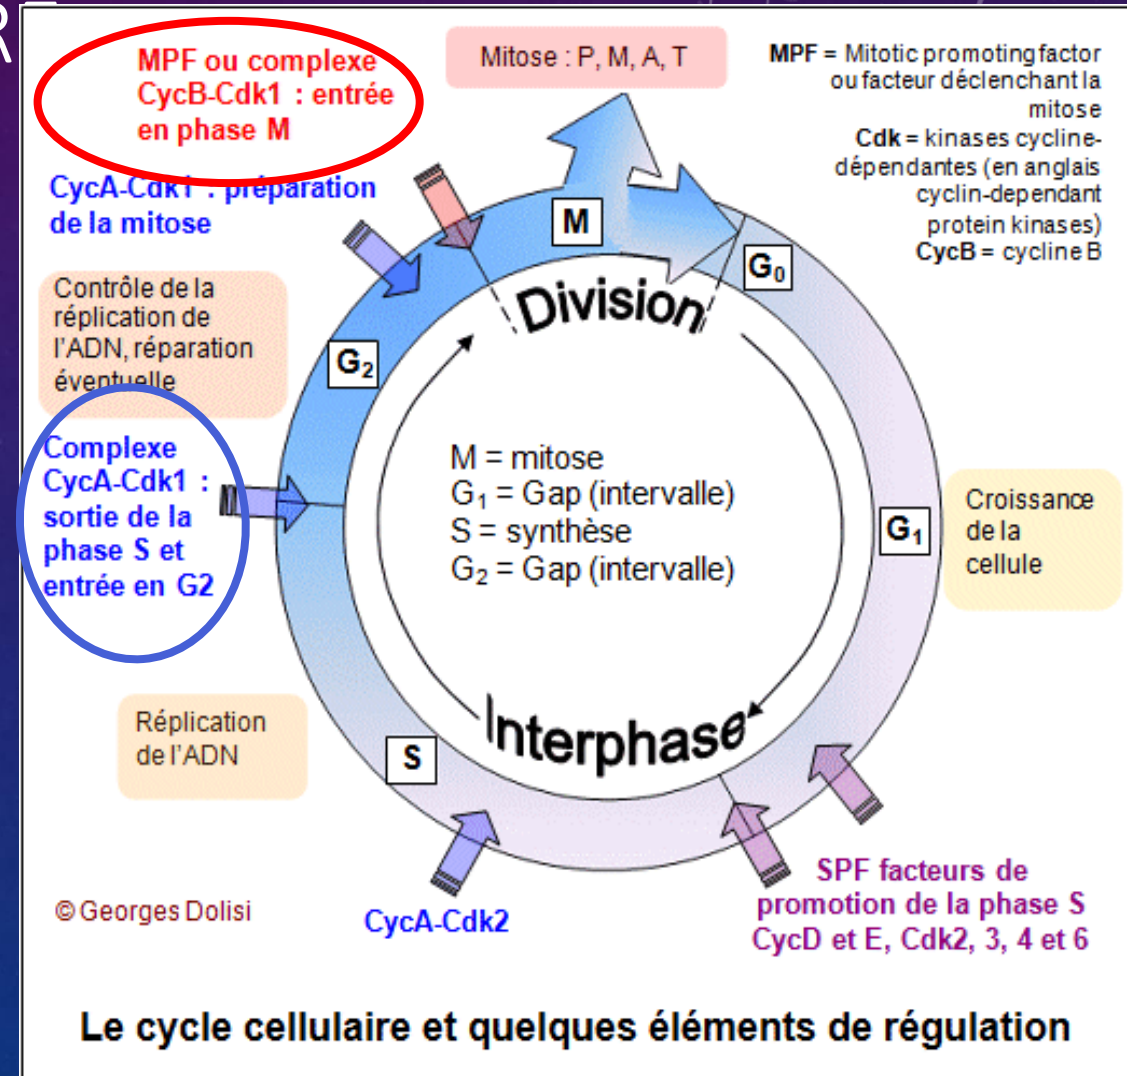 MPF ou complexe
CycB-Cdk1 : entrée
en phase M
Mitose : P, M, A, T
MPF = Mitotic promoting factor
ou facteur déclenchant la
mitose
Cdk = kinases cycline-
dépendantes (en anglais
cyclin-dependant
protein kinases)
CycB = cycline B
CycA-Cdk1 : préparation
de la mitose
M
G₀
Division
Contrôle de la
réplication de
l'ADN, réparation
éventuelle
G₂
Complexe
CycA-Cdk1 :
sortie de la
phase S et
entrée en G2
M = mitose
G₁ = Gap (intervalle)
S = synthèse
G₂ = Gap (intervalle)
G₁
Croissance
de la
cellule
Réplication
de l'ADN
S
Interphase
SPF facteurs de
promotion de la phase S
CycD et E, Cdk2, 3, 4 et 6
© Georges Dolisi
CycA-Cdk2
Le cycle cellulaire et quelques éléments de régulation